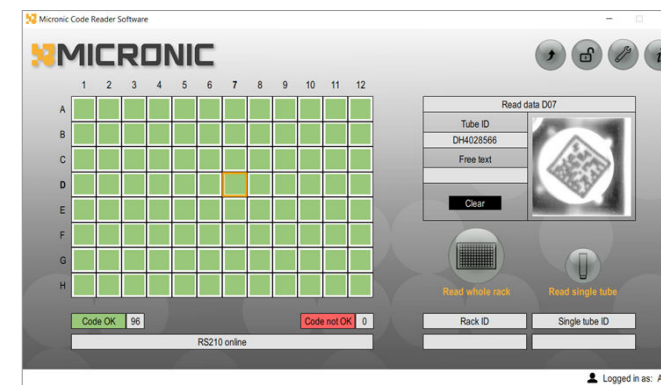 Micronic Code Reader Software
MICRONIC
1 2 3 4 5 6 7 8 9 10 11 12
A
B
C
D
E
F
G
H
Read data D07
Tube ID
DH4028566
Free text
Clear
Read whole rack
Read single tube
Code OK 96
Code not OK 0
RS210 online
Rack ID
Single tube ID
Logged in as: A